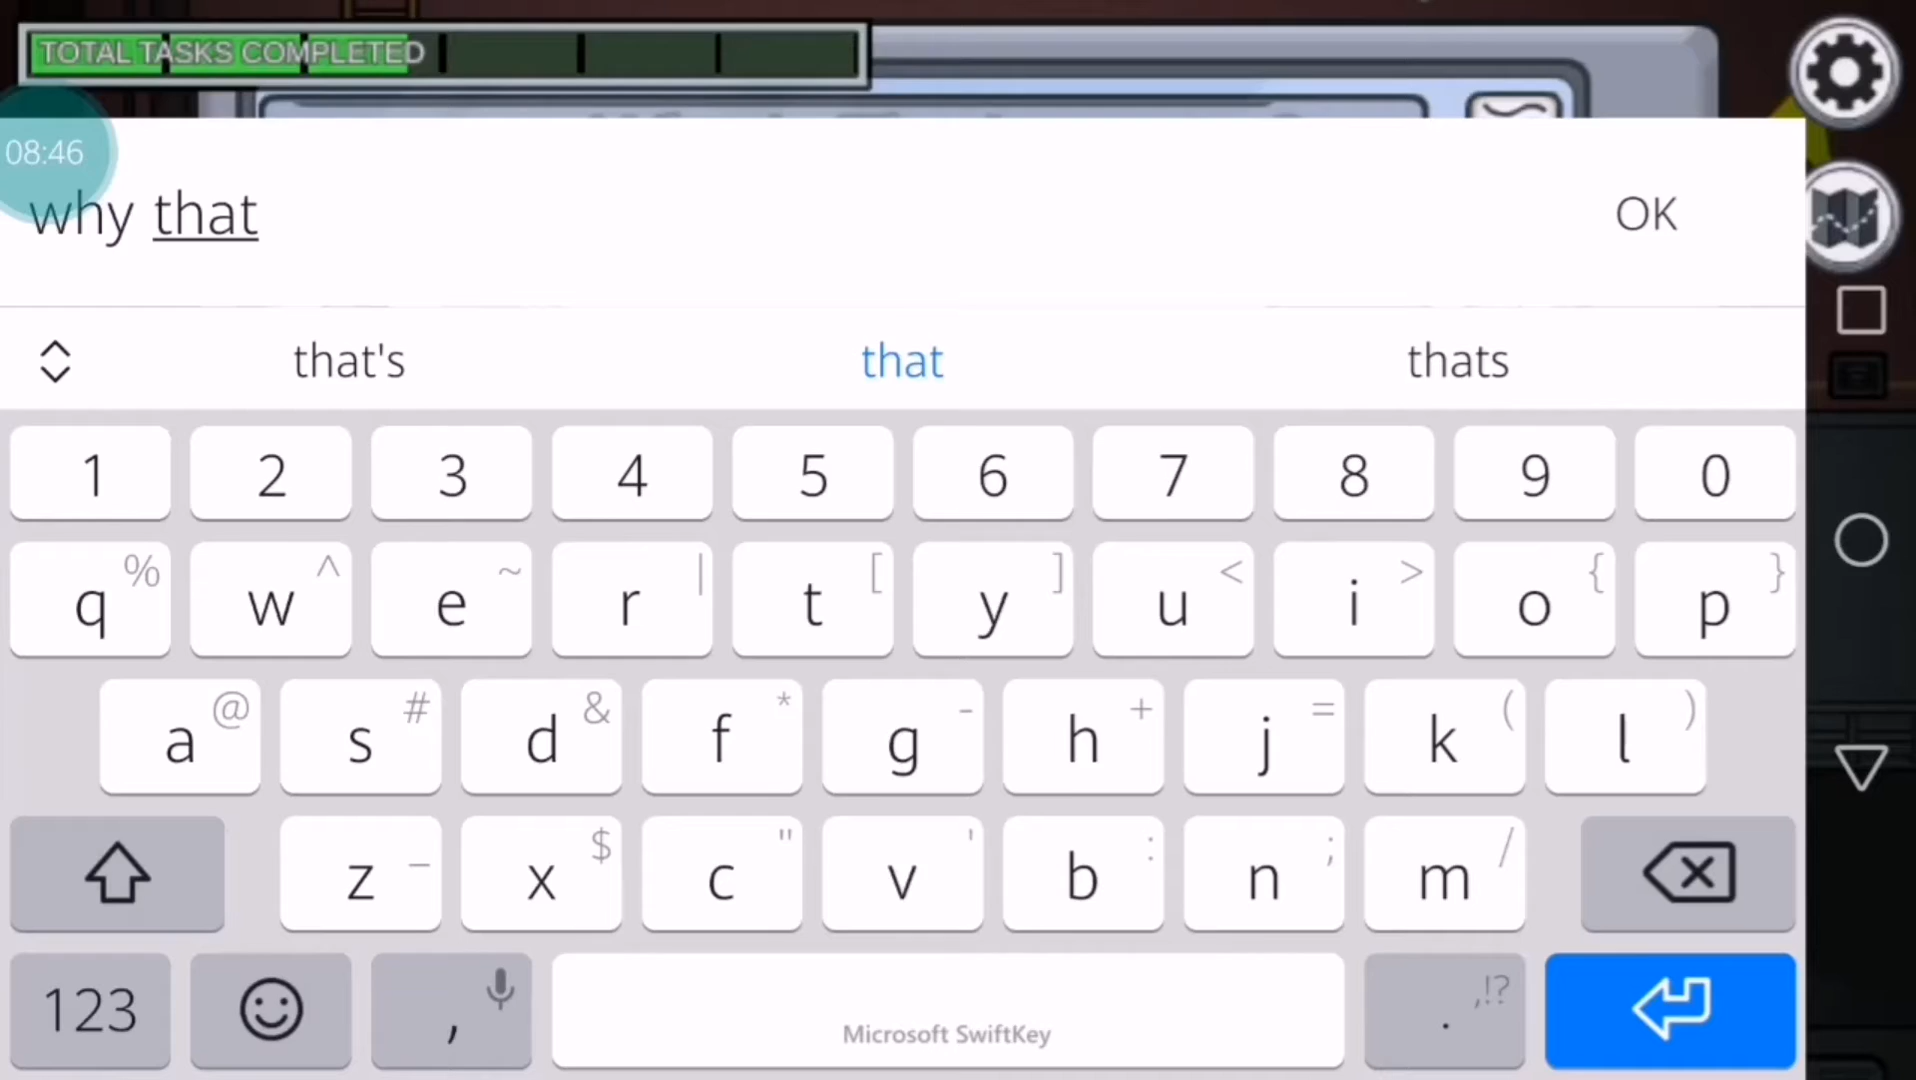 TOTAL TASKS COMPLETED
08:46
why that
OK
that's that thats
1 2 3 4 5 6 7 8 9 0
q % w ^ e ~ r | t [ y ] u < i > o { p }
a @ s # d & f * g - h + j = k ( l )
z _ x $ c " v ' b : n ; m /
123 , Microsoft SwiftKey . ,!?